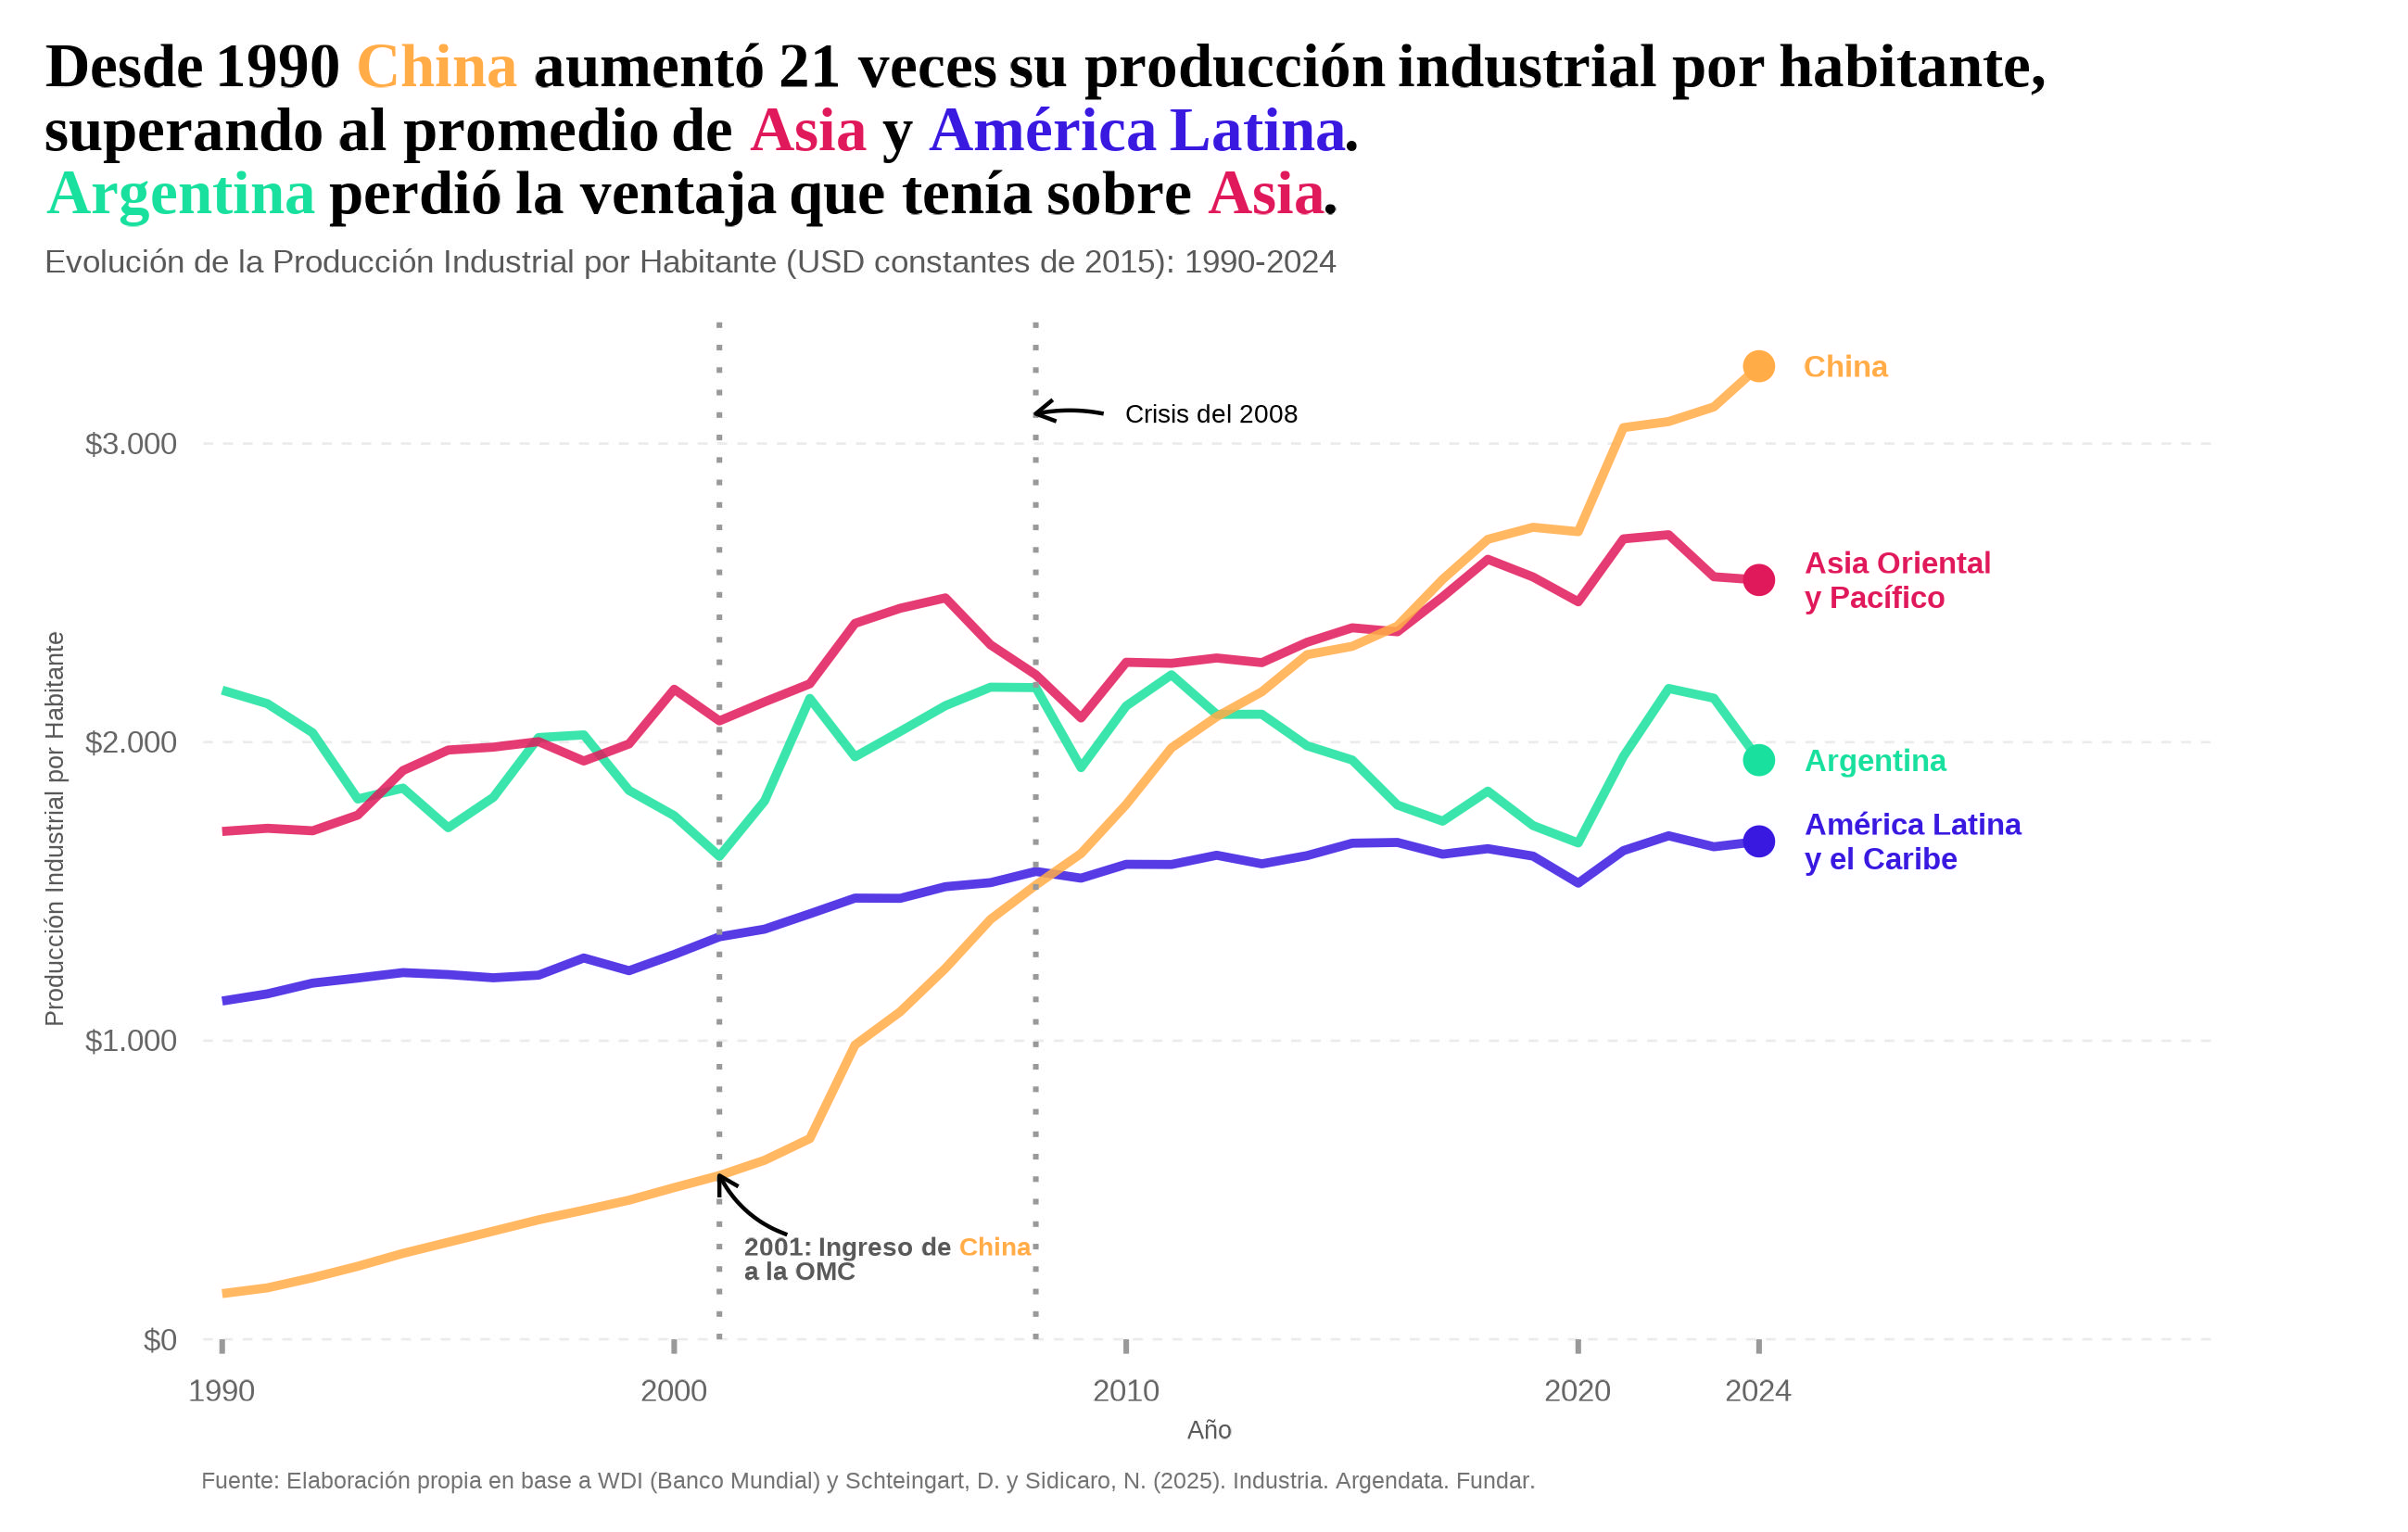 Desde 1990 China aumentó 21 veces su producción industrial por habitante,
superando al promedio de Asia y América Latina.
Argentina perdió la ventaja que tenía sobre Asia.
Evolución de la Producción Industrial por Habitante (USD constantes de 2015): 1990-2024
China
Crisis del 2008
$3.000
Asia Oriental
y Pacífico
Producción Industrial por Habitante
$2.000
Argentina
América Latina
y el Caribe
$1.000
2001: Ingreso de China
a la OMC
$0
1990 2000 2010 2020 2024
Año
Fuente: Elaboración propia en base a WDI (Banco Mundial) y Schteingart, D. y Sidicaro, N. (2025). Industria. Argendata. Fundar.